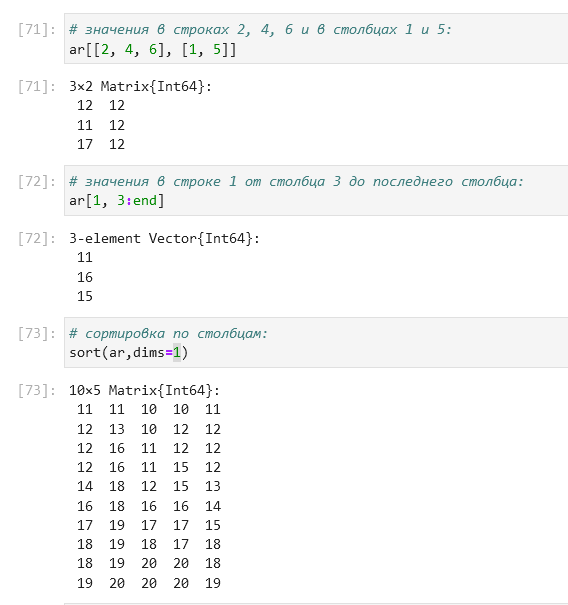 [71]: # значения в строках 2, 4, 6 и в столбцах 1 и 5:
ar[[2, 4, 6], [1, 5]]
[71]: 3×2 Matrix{Int64}:
12 12
11 12
17 12
[72]: # значения в строке 1 от столбца 3 до последнего столбца:
ar[1, 3:end]
[72]: 3-element Vector{Int64}:
11
16
15
[73]: # сортировка по столбцам:
sort(ar,dims=1)
[73]: 10×5 Matrix{Int64}:
11 11 10 10 11
12 13 10 12 12
12 16 11 12 12
12 16 11 15 12
14 18 12 15 13
16 18 16 16 14
17 19 17 17 15
18 19 18 17 18
18 19 20 20 18
19 20 20 20 19